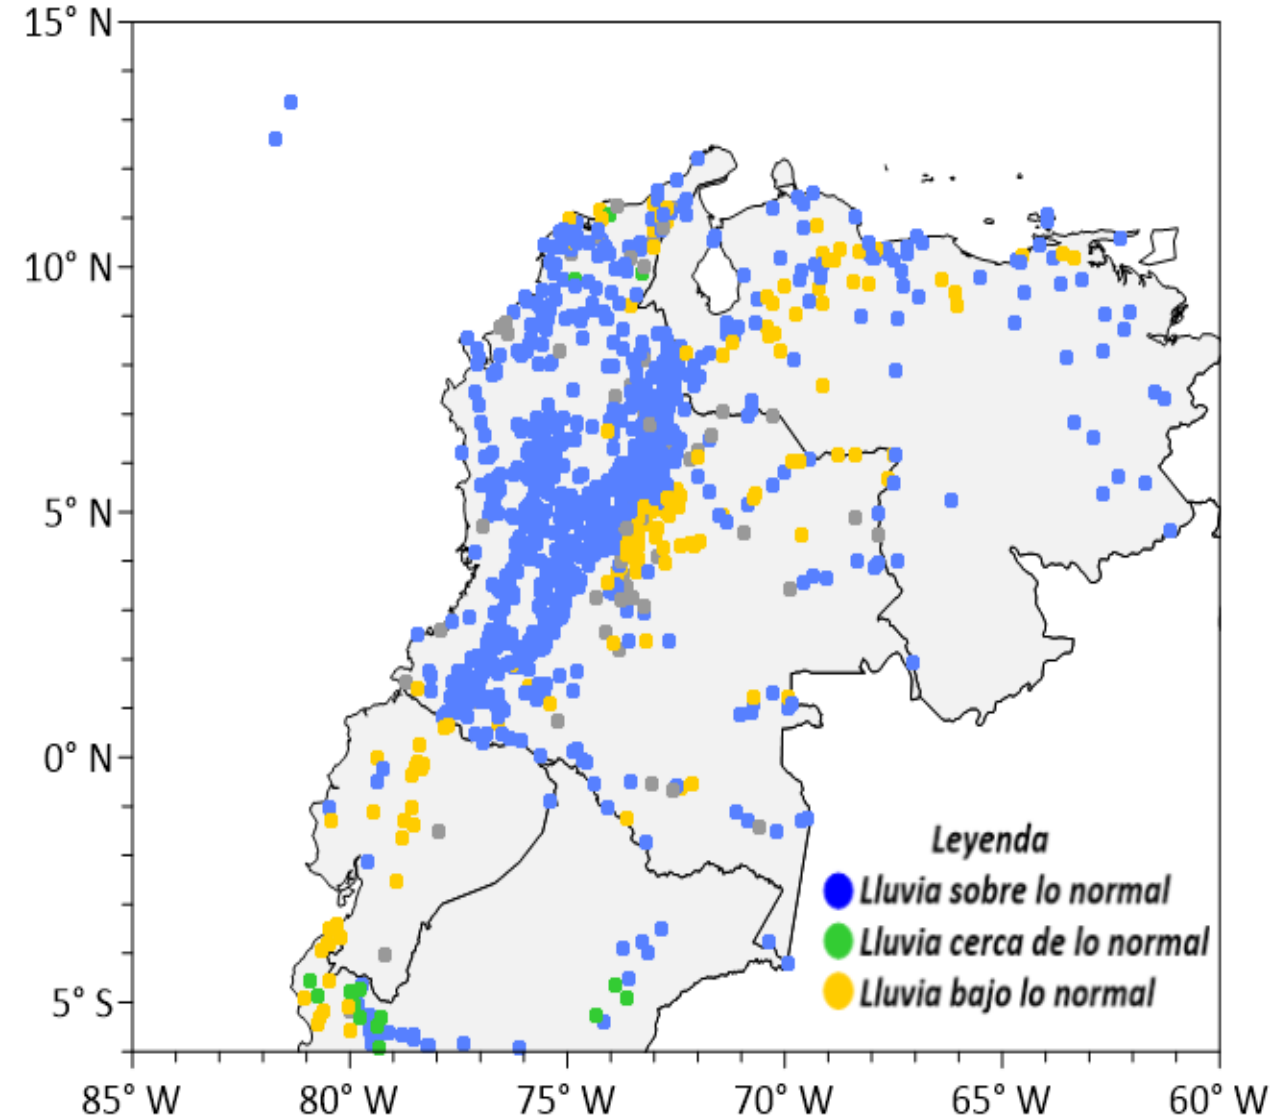 15° N
10° N
5° N
0° N
5° S
Leyenda
Lluvia sobre lo normal
Lluvia cerca de lo normal
Lluvia bajo lo normal
85° W 80° W 75° W 70° W 65° W 60° W